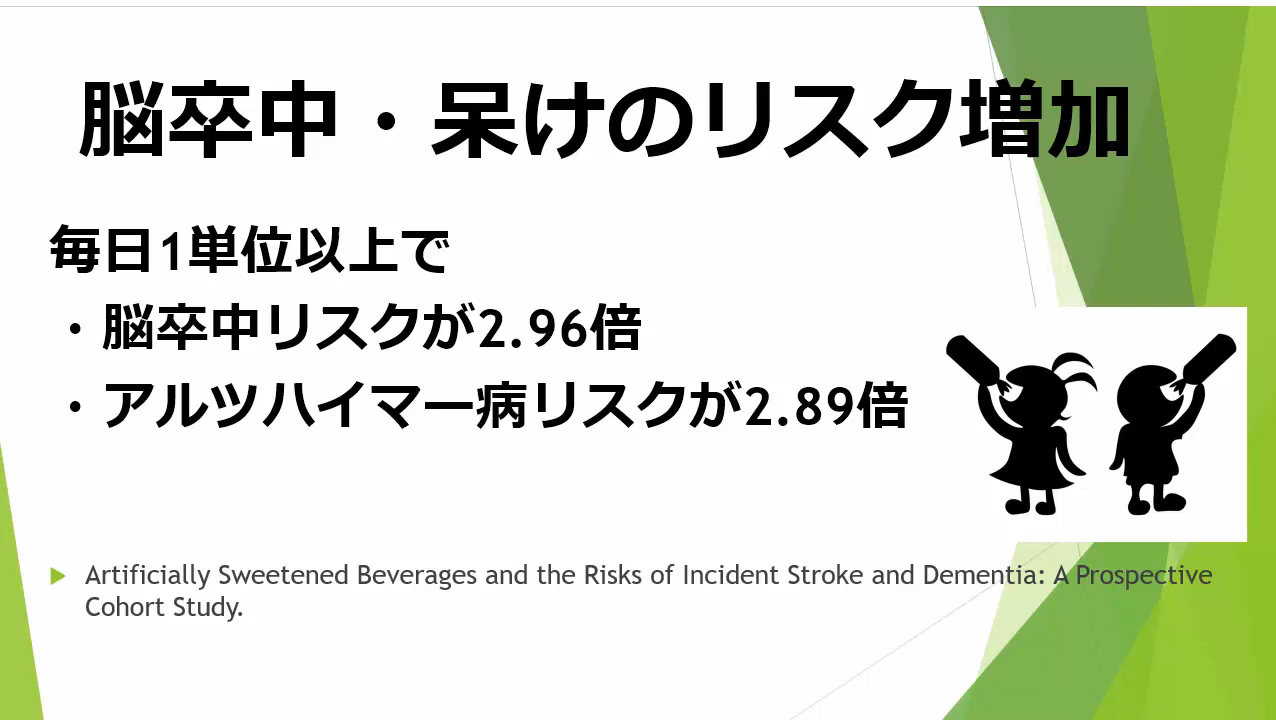 脳卒中・呆けのリスク増加
毎日1単位以上で
・脳卒中リスクが2.96倍
・アルツハイマー病リスクが2.89倍
Artificially Sweetened Beverages and the Risks of Incident Stroke and Dementia: A Prospective
Cohort Study.